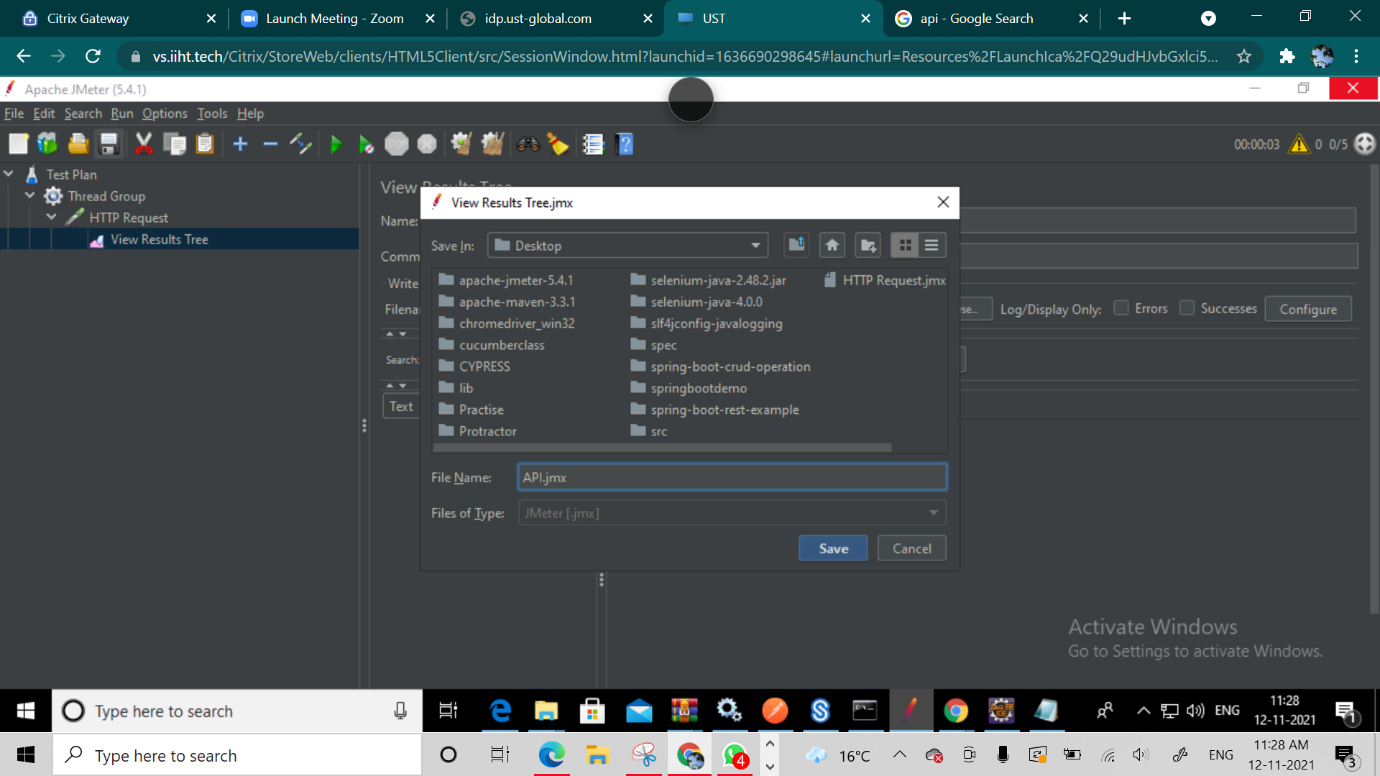 Citrix Gateway
Launch Meeting - Zoom
idp.ust-global.com
UST
api - Google Search
vs.iiht.tech/Citrix/StoreWeb/clients/HTML5Client/src/SessionWindow.html?launchid=1636690298645#launchurl=Resources%2FLaunchIca%2FQ29udHJvbGxlci5...
Apache JMeter (5.4.1)
File Edit Search Run Options Tools Help
00:00:03 0 0/5
Test Plan
Thread Group
HTTP Request
View Results Tree
View Results Tree
Name:
Comm
Write
Filena
Log/Display Only: Errors Successes Configure
Search:
Text
View Results Tree.jmx
Save In: Desktop
apache-jmeter-5.4.1
apache-maven-3.3.1
chromedriver_win32
cucumberclass
CYPRESS
lib
Practise
Protractor
selenium-java-2.48.2.jar
selenium-java-4.0.0
slf4jconfig-javalogging
spec
spring-boot-crud-operation
springbootdemo
spring-boot-rest-example
src
HTTP Request.jmx
File Name: API.jmx
Files of Type: JMeter [.jmx]
Save Cancel
Activate Windows
Go to Settings to activate Windows.
Type here to search
ENG
11:28
12-11-2021
1
Type here to search
4
16°C
ENG
11:28 AM
12-11-2021
3